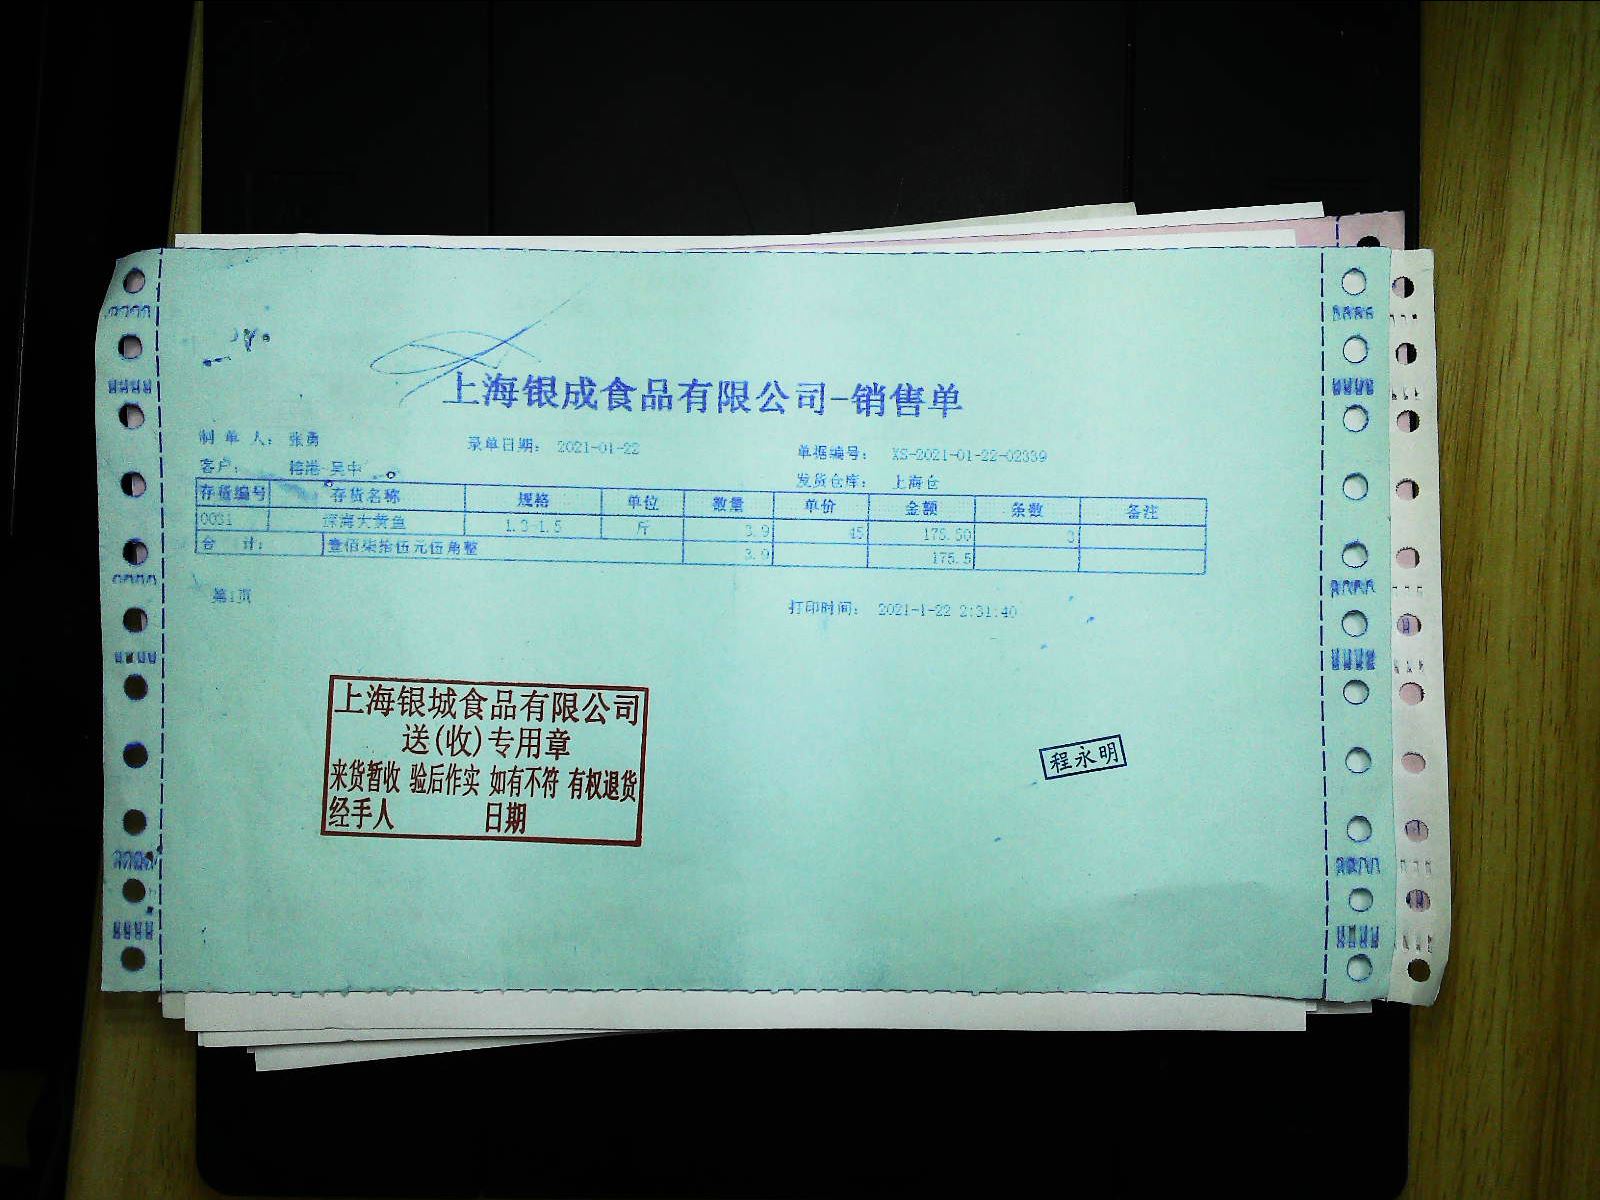 上海银成食品有限公司-销售单
制 单 人： 张勇 录单日期： 2021-01-22 单据编号： XS-2021-01-22-02339
客户： 吴中 发货仓库： 上海仓
存货编号 存货名称 规格 单位 数量 单价 金额 条数 备注
0031 深海大黄鱼 1.3-1.5 斤 3.9 45 175.50 3
合 计： 壹佰柒拾伍元伍角整 3.9 175.5
第1页 打印时间： 2021-1-22 2:31:40
上海银城食品有限公司
送(收)专用章
来货暂收 验后作实 如有不符 有权退货
经手人 日期
程永明